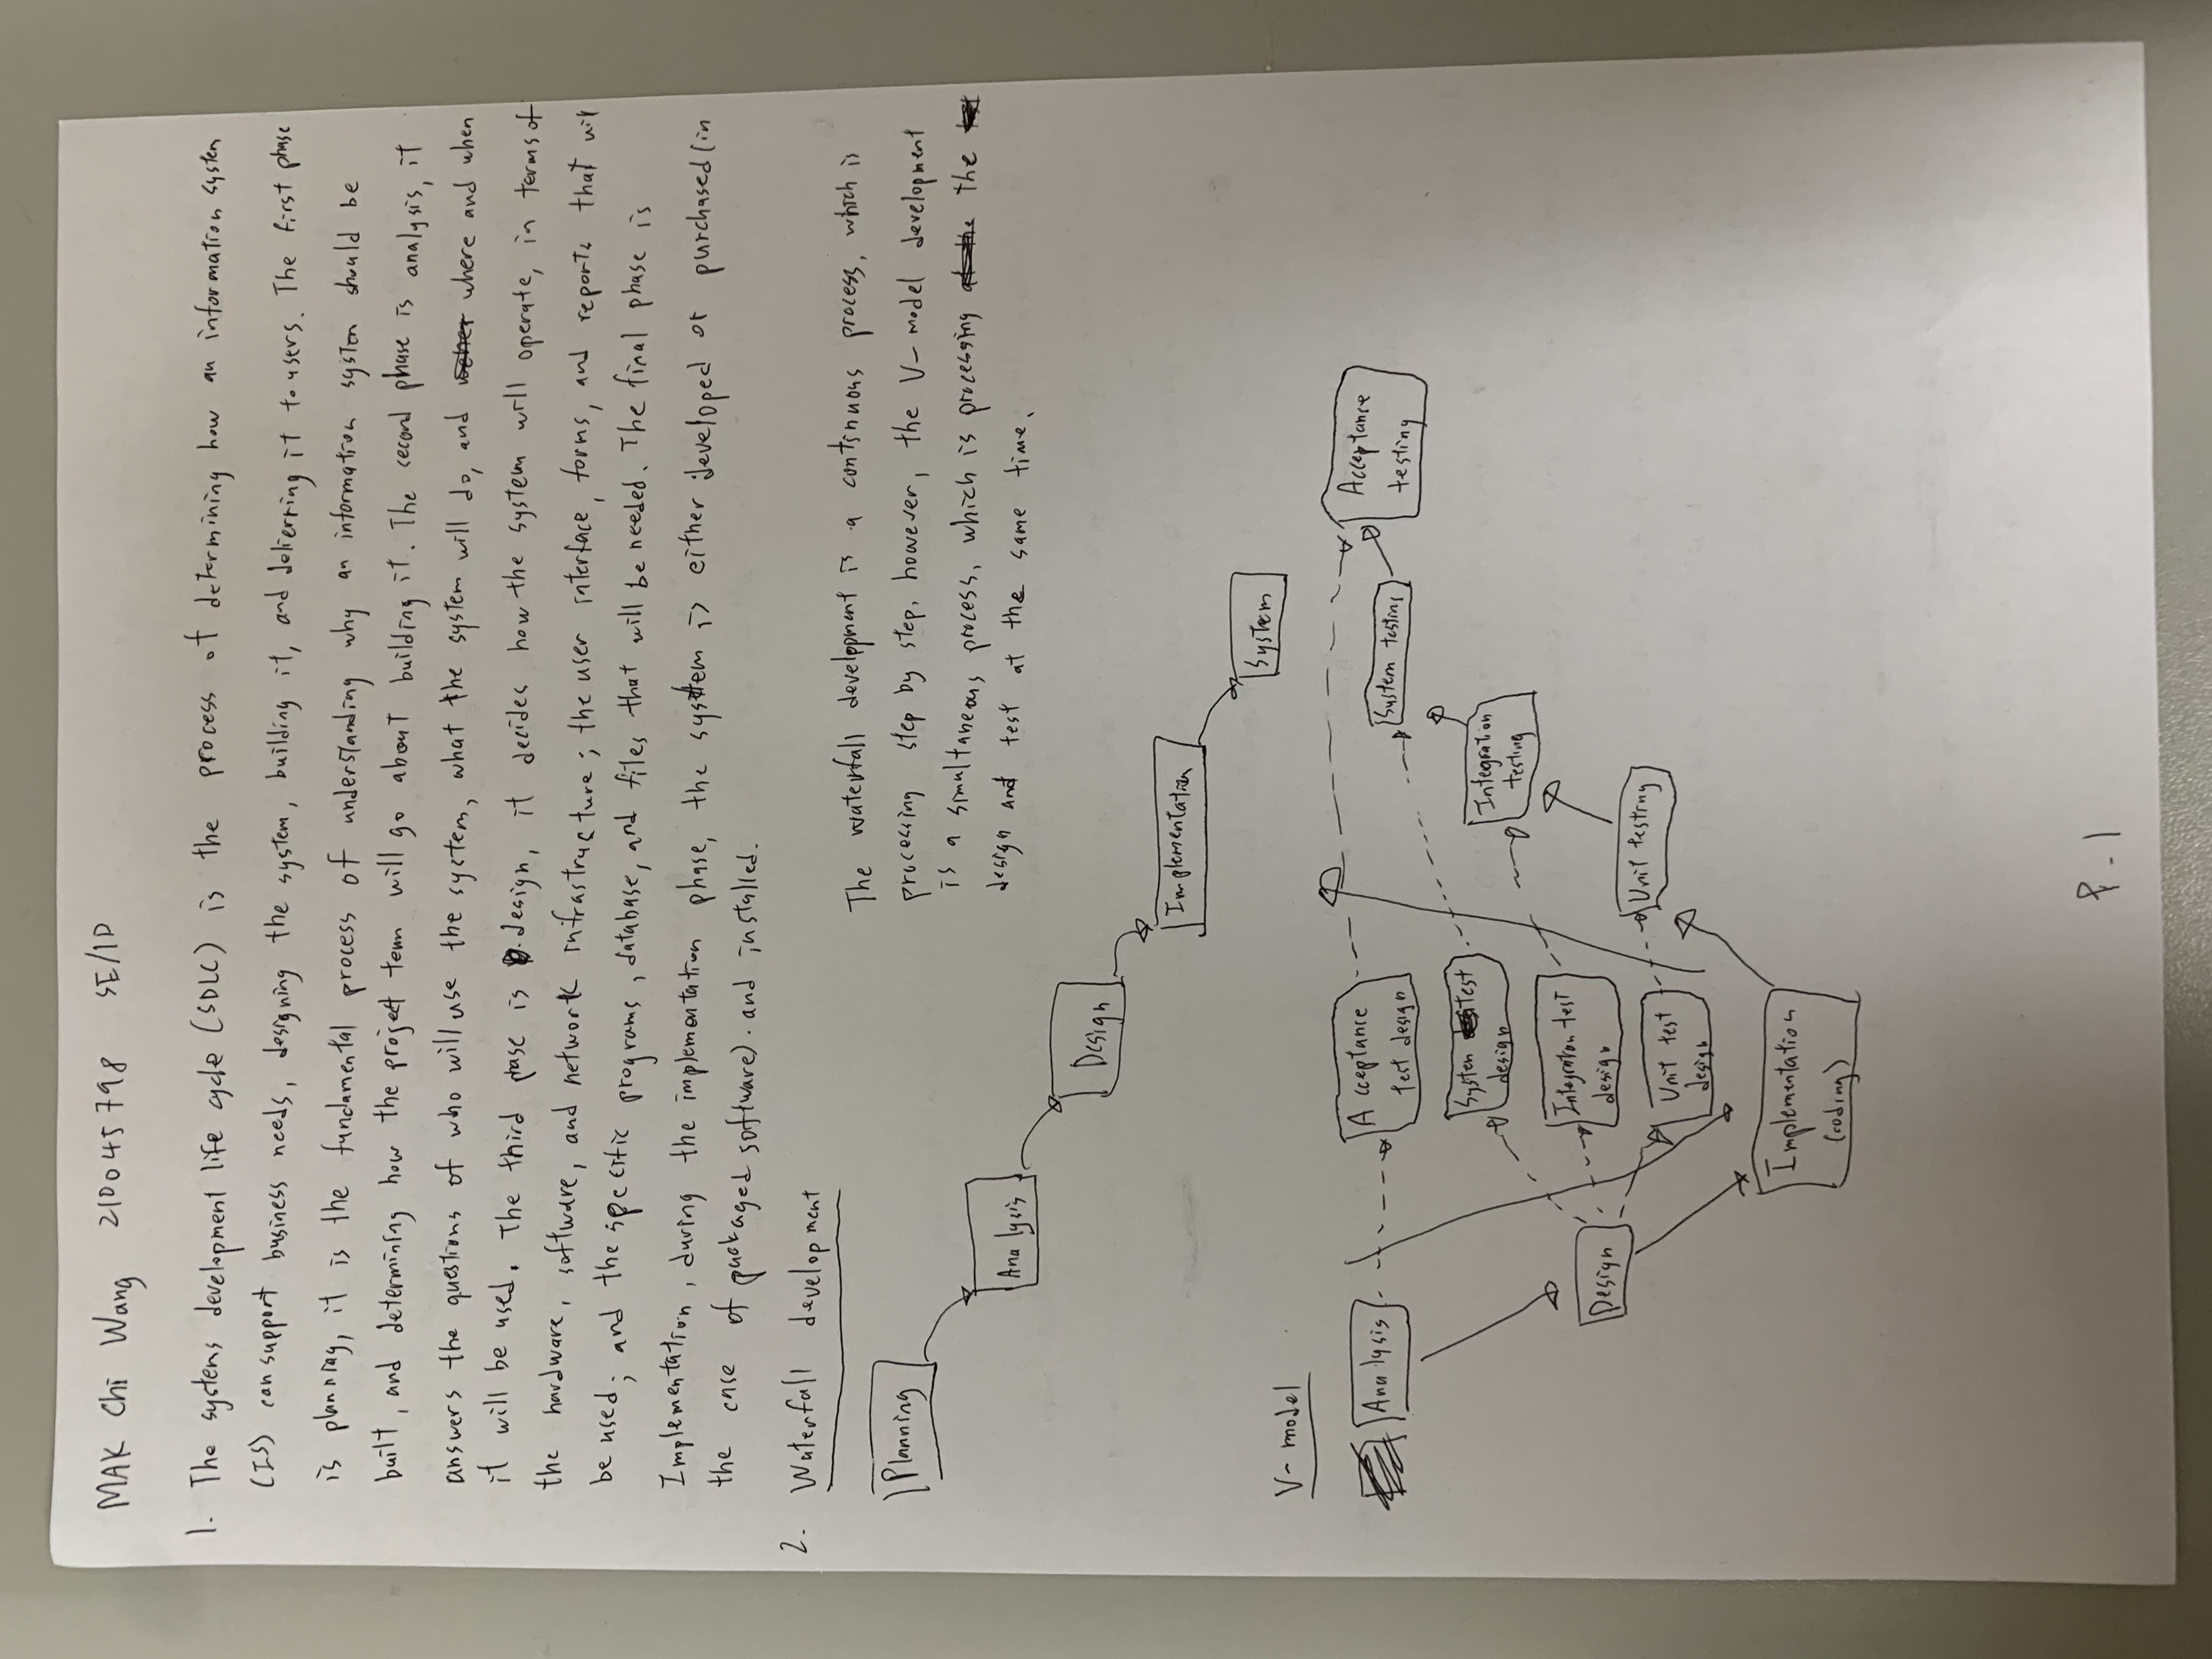 MAK Chi Wang 210045798 SE/1D
1. The systems development life cycle (SDLC) is the process of determining how an information system
(IS) can support business needs, designing the system, building it, and delierring it to users. The first phase
is planning, it is the fundamental process of understanding why an information system should be
built, and determining how the project team will go about building it. The second phase is analysis, it
answers the questions of who will use the system, what the system will do, and where and when
it will be used. The third phase is design, it decides how the system will operate, in terms of
the hardware, software, and network infrastructure; the user interface, forms, and reports that will
be used; and the specific programs, database, and files that will be needed. The final phase is
Implementation, during the implementation phase, the system is either developed or purchased (in
the case of packaged software). and installed.
2. Waterfall development
The waterfall development is a continuous process, which is
processing step by step, however, the V-model development
is a simultaneous process, which is processing the
design and test at the same time.
Planning
Analysis
Design
Implementation
System
V-model
Analysis
Acceptance
test design
Acceptance
testing
System testing
System test
design
Integration
testing
Integration test
design
Design
Unit testing
Unit test
design
Implementation
(coding)
P-1